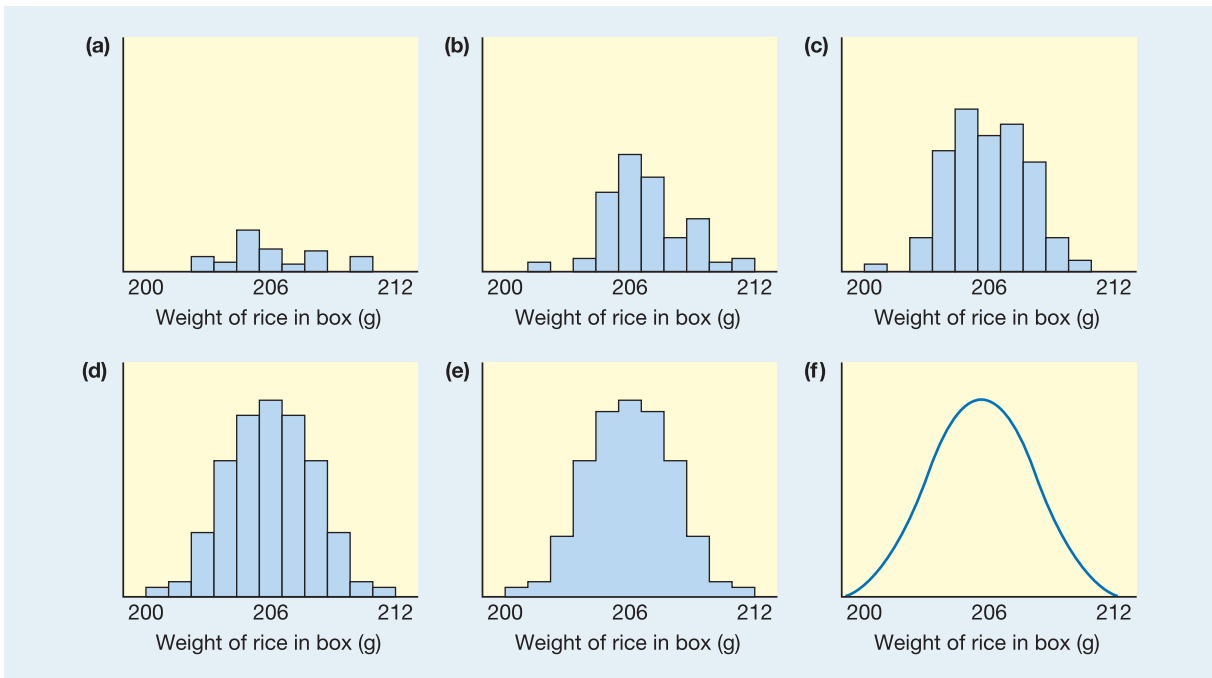 (a) (b) (c)
200 206 212 200 206 212 200 206 212
Weight of rice in box (g) Weight of rice in box (g) Weight of rice in box (g)
(d) (e) (f)
200 206 212 200 206 212 200 206 212
Weight of rice in box (g) Weight of rice in box (g) Weight of rice in box (g)